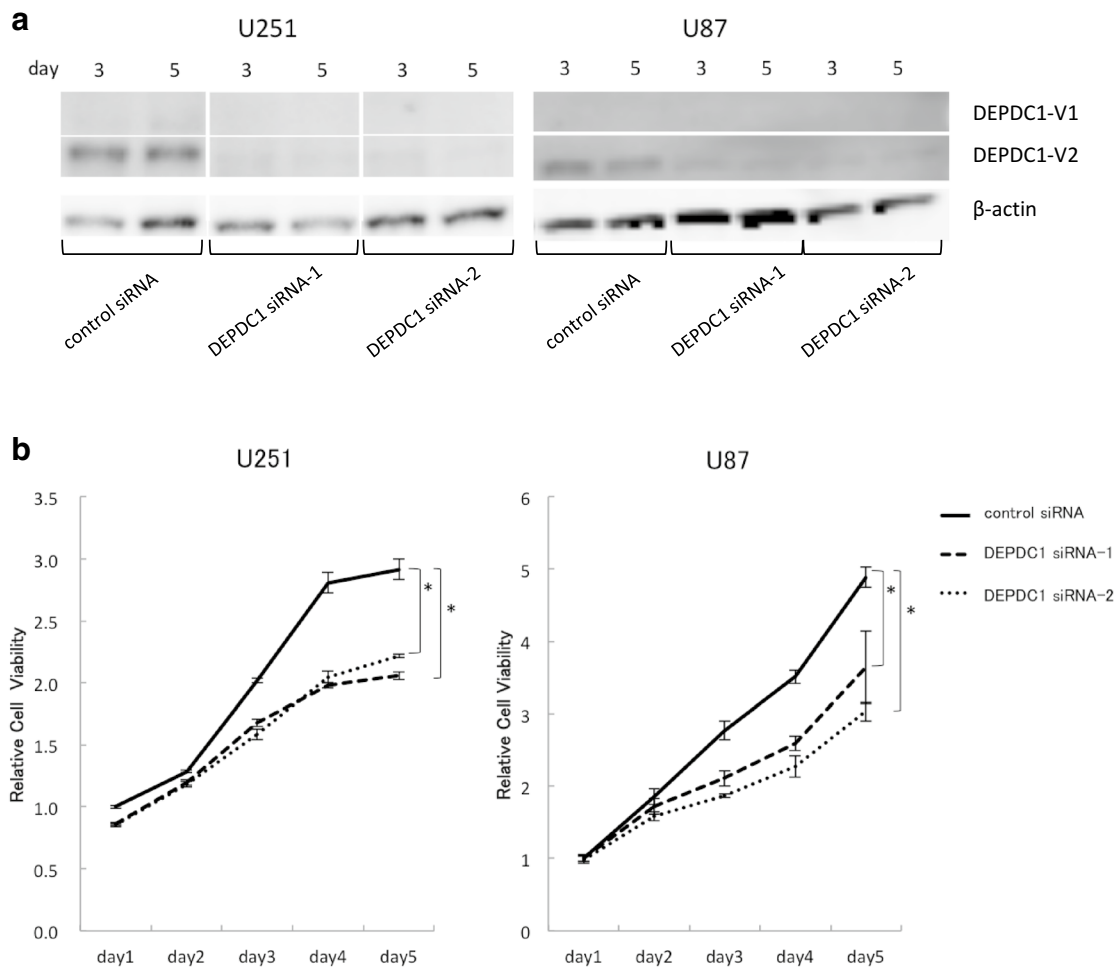 a
U251 U87
day 3 5 3 5 3 5 3 5 3 5 3 5
DEPDC1-V1
DEPDC1-V2
β-actin
control siRNA DEPDC1 siRNA-1 DEPDC1 siRNA-2 control siRNA DEPDC1 siRNA-1 DEPDC1 siRNA-2
b
U251
Relative Cell Viability
3.5
3.0
2.5
2.0
1.5
1.0
0.5
0.0
*
*
day1 day2 day3 day4 day5
U87
Relative Cell Viability
6
5
4
3
2
1
0
*
*
day1 day2 day3 day4 day5
control siRNA
DEPDC1 siRNA-1
DEPDC1 siRNA-2